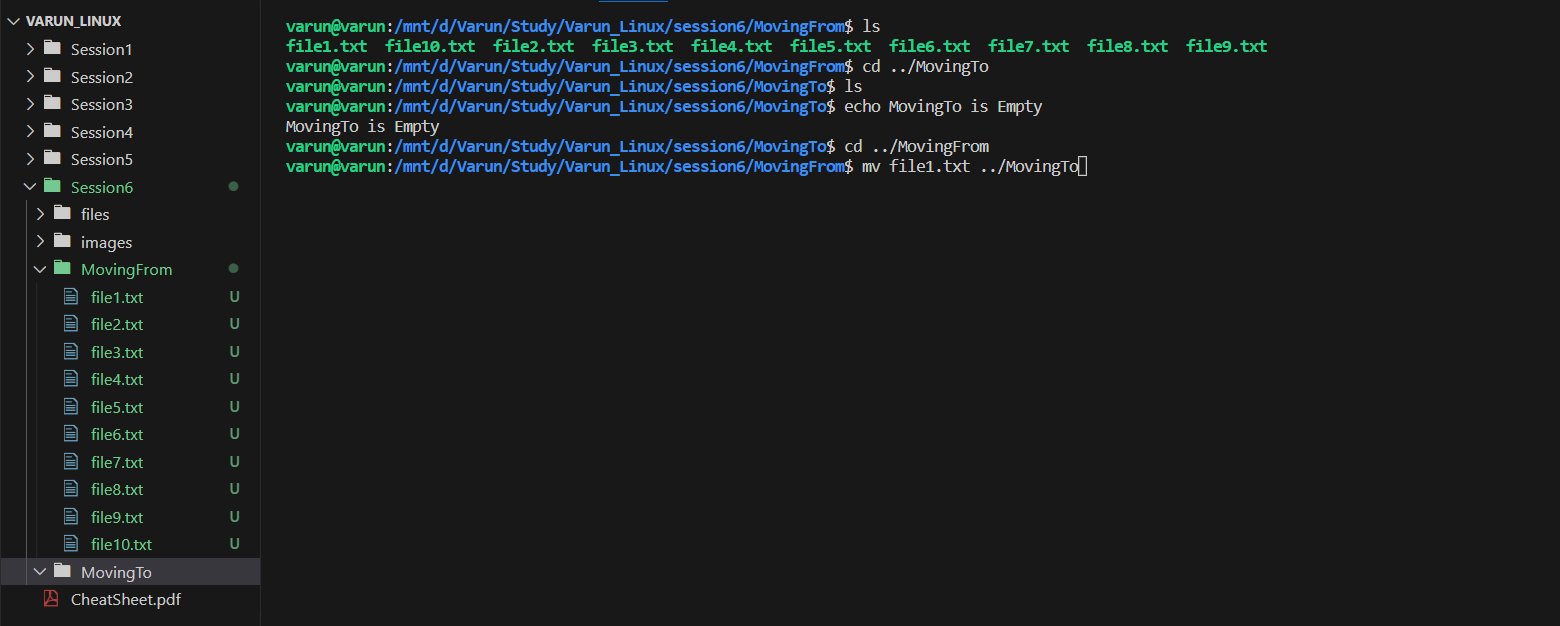 VARUN_LINUX
Session1
Session2
Session3
Session4
Session5
Session6
files
images
MovingFrom
file1.txt U
file2.txt U
file3.txt U
file4.txt U
file5.txt U
file6.txt U
file7.txt U
file8.txt U
file9.txt U
file10.txt U
MovingTo
CheatSheet.pdf
varun@varun:/mnt/d/Varun/Study/Varun_Linux/session6/MovingFrom$ ls
file1.txt file10.txt file2.txt file3.txt file4.txt file5.txt file6.txt file7.txt file8.txt file9.txt
varun@varun:/mnt/d/Varun/Study/Varun_Linux/session6/MovingFrom$ cd ../MovingTo
varun@varun:/mnt/d/Varun/Study/Varun_Linux/session6/MovingTo$ ls
varun@varun:/mnt/d/Varun/Study/Varun_Linux/session6/MovingTo$ echo MovingTo is Empty
MovingTo is Empty
varun@varun:/mnt/d/Varun/Study/Varun_Linux/session6/MovingTo$ cd ../MovingFrom
varun@varun:/mnt/d/Varun/Study/Varun_Linux/session6/MovingFrom$ mv file1.txt ../MovingTo